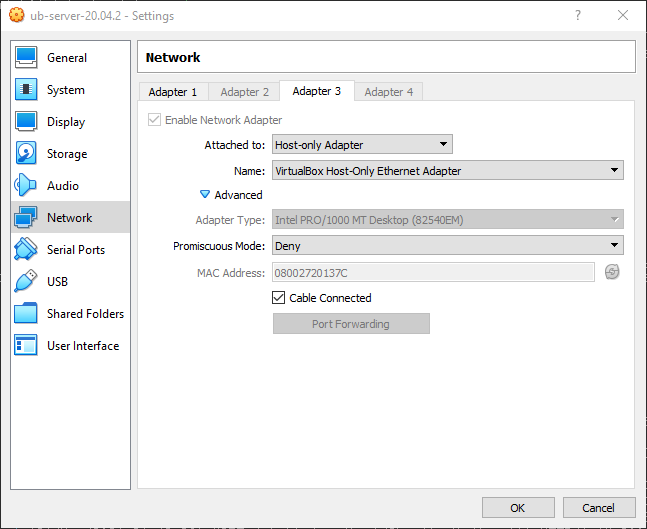 ub-server-20.04.2 - Settings
?
General
System
Display
Storage
Audio
Network
Serial Ports
USB
Shared Folders
User Interface
Network
Adapter 1 Adapter 2 Adapter 3 Adapter 4
Enable Network Adapter
Attached to: Host-only Adapter
Name: VirtualBox Host-Only Ethernet Adapter
Advanced
Adapter Type: Intel PRO/1000 MT Desktop (82540EM)
Promiscuous Mode: Deny
MAC Address: 08002720137C
Cable Connected
Port Forwarding
OK Cancel